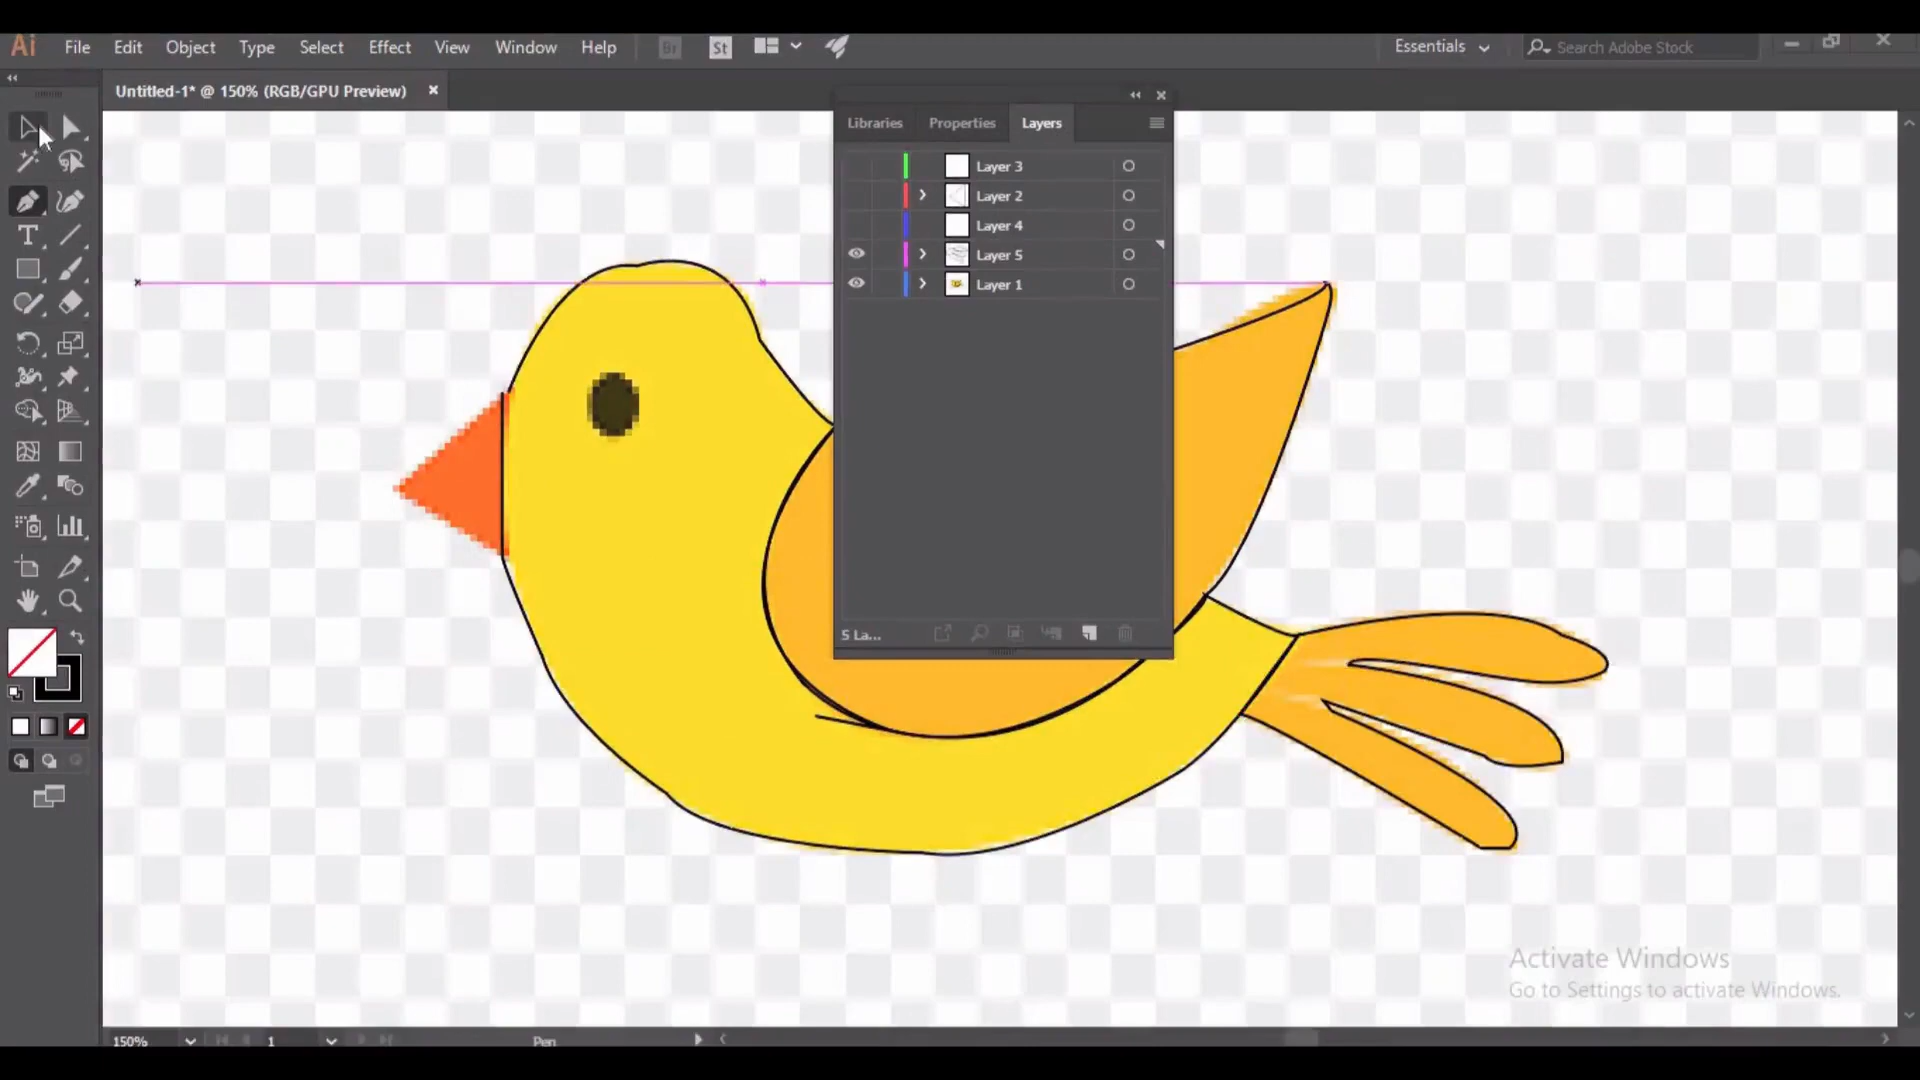 Ai File Edit Object Type Select Effect View Window Help Br St Essentials Search Adobe Stock
Untitled-1* @ 150% (RGB/GPU Preview)
Libraries Properties Layers
Layer 3
Layer 2
Layer 4
Layer 5
Layer 1
T
5 La...
Activate Windows
Go to Settings to activate Windows.
150% 1 Pen